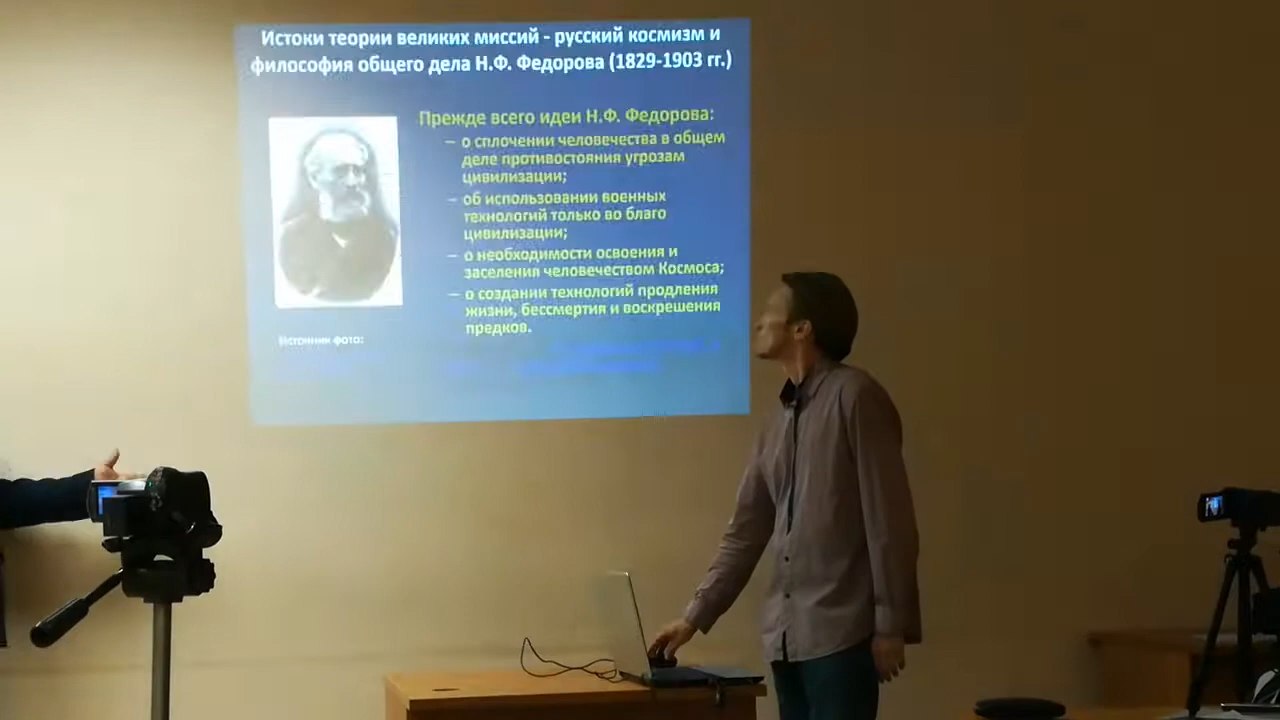 Истоки теории великих миссий - русский космизм и
философия общего дела Н.Ф. Федорова (1829-1903 гг.)
Прежде всего идеи Н.Ф. Федорова:
– о сплочении человечества в общем
деле противостояния угрозам
цивилизации;
– об использовании военных
технологий только во благо
цивилизации;
– о необходимости освоения и
заселения человечеством Космоса;
– о создании технологий продления
жизни, бессмертия и воскрешения
предков.
Источник фото: